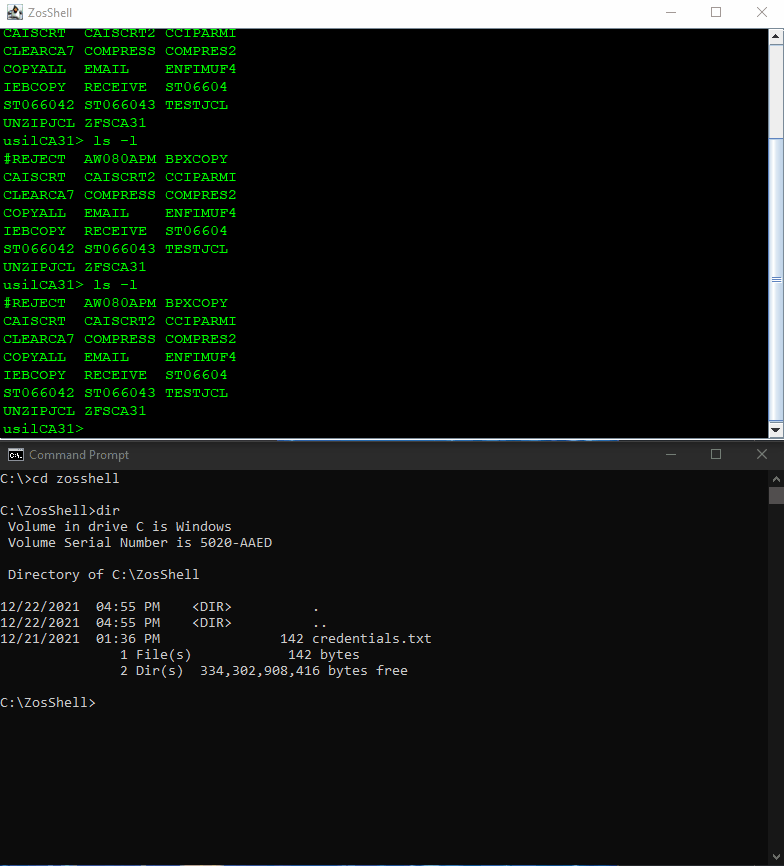 ZosShell
CAISCRT  CAISCRT2 CCIPARMI
CLEARCA7 COMPRESS COMPRES2
COPYALL  EMAIL    ENFIMUF4
IEBCOPY  RECEIVE  ST06604
ST066042 ST066043 TESTJCL
UNZIPJCL ZFSCA31
usilCA31> ls -l
#REJECT  AW080APM BPXCOPY
CAISCRT  CAISCRT2 CCIPARMI
CLEARCA7 COMPRESS COMPRES2
COPYALL  EMAIL    ENFIMUF4
IEBCOPY  RECEIVE  ST06604
ST066042 ST066043 TESTJCL
UNZIPJCL ZFSCA31
usilCA31> ls -l
#REJECT  AW080APM BPXCOPY
CAISCRT  CAISCRT2 CCIPARMI
CLEARCA7 COMPRESS COMPRES2
COPYALL  EMAIL    ENFIMUF4
IEBCOPY  RECEIVE  ST06604
ST066042 ST066043 TESTJCL
UNZIPJCL ZFSCA31
usilCA31>
C:\. Command Prompt
C:\>cd zosshell
C:\ZosShell>dir
 Volume in drive C is Windows
 Volume Serial Number is 5020-AAED
 Directory of C:\ZosShell
12/22/2021  04:55 PM    <DIR>          .
12/22/2021  04:55 PM    <DIR>          ..
12/21/2021  01:36 PM               142 credentials.txt
               1 File(s)            142 bytes
               2 Dir(s)  334,302,908,416 bytes free
C:\ZosShell>